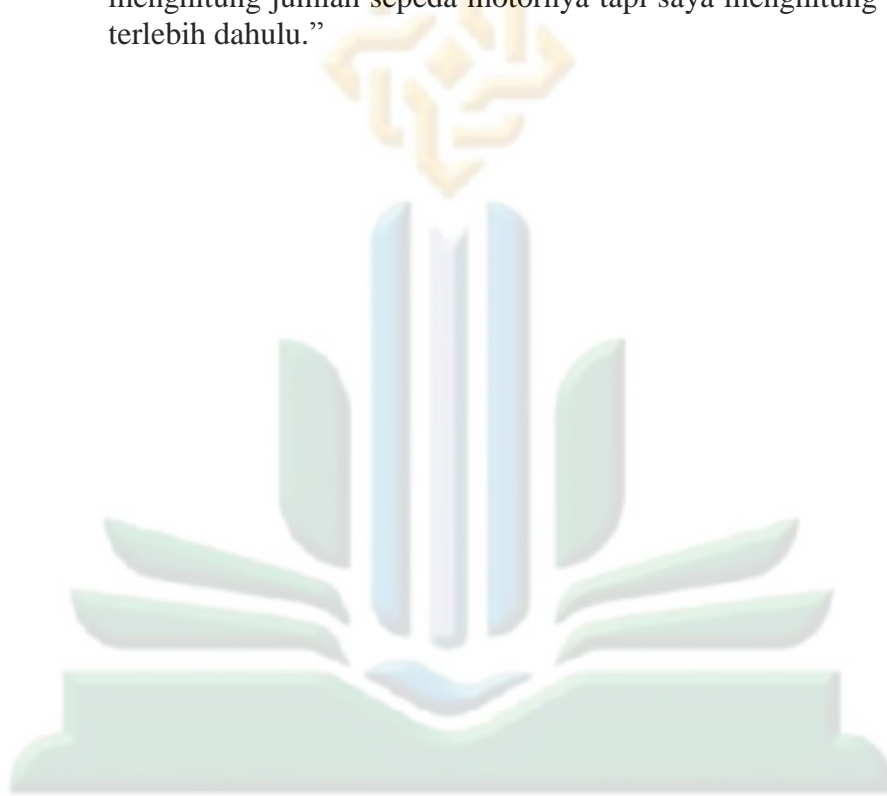 menghitung jumlah sepeda motornya tapi saya menghitung
terlebih dahulu.”